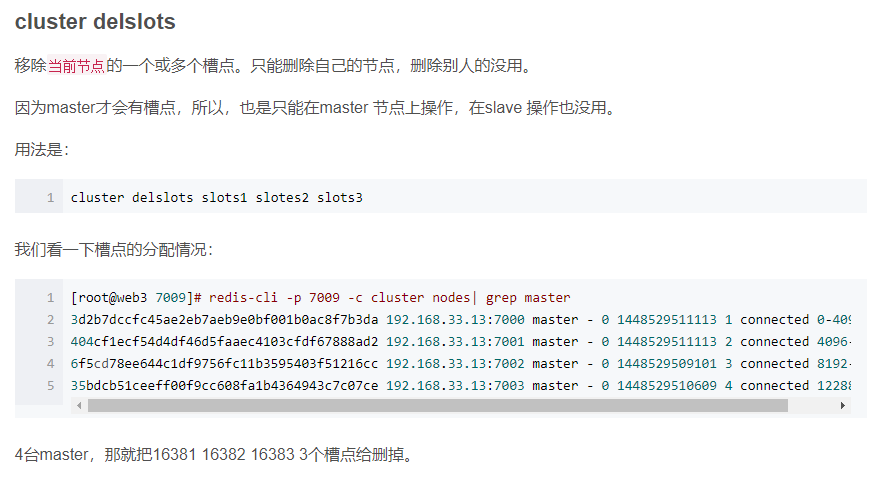 cluster delslots
移除当前节点的一个或多个槽点。只能删除自己的节点，删除别人的没用。
因为master才会有槽点，所以，也是只能在master 节点上操作，在slave 操作也没用。
用法是：
1 cluster delslots slots1 slotes2 slots3
我们看一下槽点的分配情况：
1 [root@web3 7009]# redis-cli -p 7009 -c cluster nodes| grep master
2 3d2b7dccfc45ae2eb7aeb9e0bf001b0ac8f7b3da 192.168.33.13:7000 master - 0 1448529511113 1 connected 0-409
3 404cf1ecf54d4df46d5faaec4103cfdf67888ad2 192.168.33.13:7001 master - 0 1448529511113 2 connected 4096-
4 6f5cd78ee644c1df9756fc11b3595403f51216cc 192.168.33.13:7002 master - 0 1448529509101 3 connected 8192-
5 35bdcb51ceeff00f9cc608fa1b4364943c7c07ce 192.168.33.13:7003 master - 0 1448529510609 4 connected 12288
4台master，那就把16381 16382 16383 3个槽点给删掉。